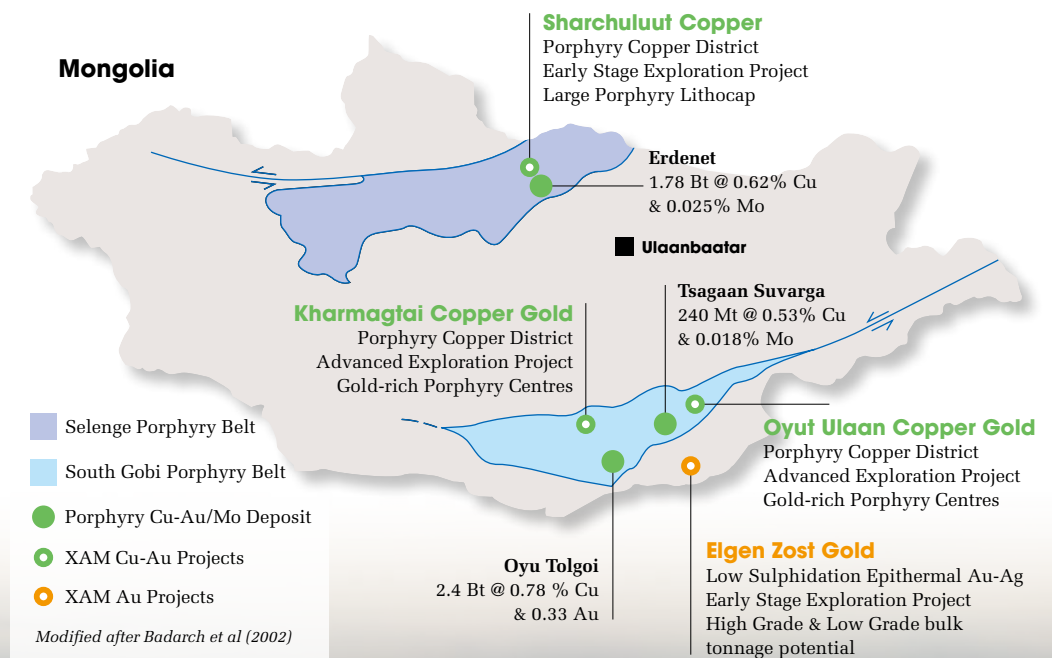 Mongolia
Sharchuluut Copper
Porphyry Copper District
Early Stage Exploration Project
Large Porphyry Lithocap
Erdenet
1.78 Bt @ 0.62% Cu
& 0.025% Mo
Ulaanbaatar
Kharmagtai Copper Gold
Porphyry Copper District
Advanced Exploration Project
Gold-rich Porphyry Centres
Tsagaan Suvarga
240 Mt @ 0.53% Cu
& 0.018% Mo
Oyut Ulaan Copper Gold
Porphyry Copper District
Advanced Exploration Project
Gold-rich Porphyry Centres
Selenge Porphyry Belt
South Gobi Porphyry Belt
Porphyry Cu-Au/Mo Deposit
XAM Cu-Au Projects
XAM Au Projects
Modified after Badarch et al (2002)
Oyu Tolgoi
2.4 Bt @ 0.78 % Cu
& 0.33 Au
Elgen Zost Gold
Low Sulphidation Epithermal Au-Ag
Early Stage Exploration Project
High Grade & Low Grade bulk
tonnage potential